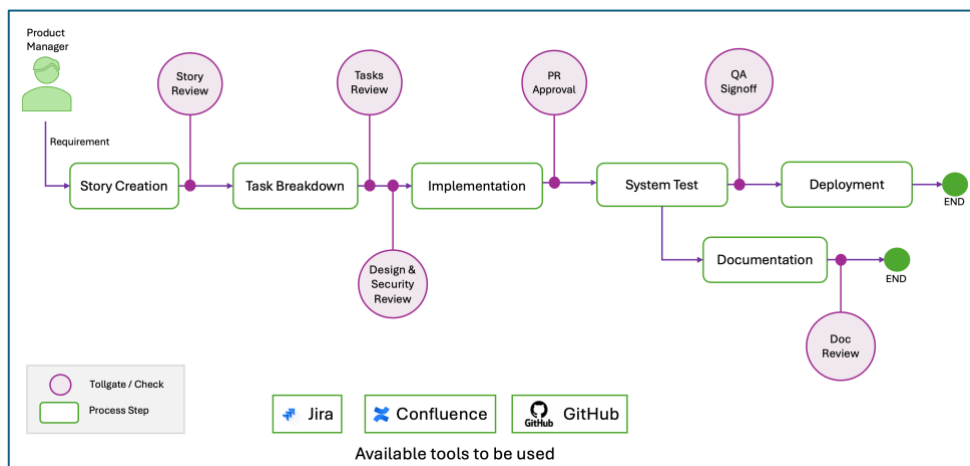 Product
Manager
Requirement
Story
Review
Tasks
Review
PR
Approval
QA
Signoff
Story Creation
Task Breakdown
Implementation
System Test
Deployment
END
Design &
Security
Review
Documentation
END
Doc
Review
Tollgate / Check
Process Step
Jira
Confluence
GitHub
GitHub
Available tools to be used